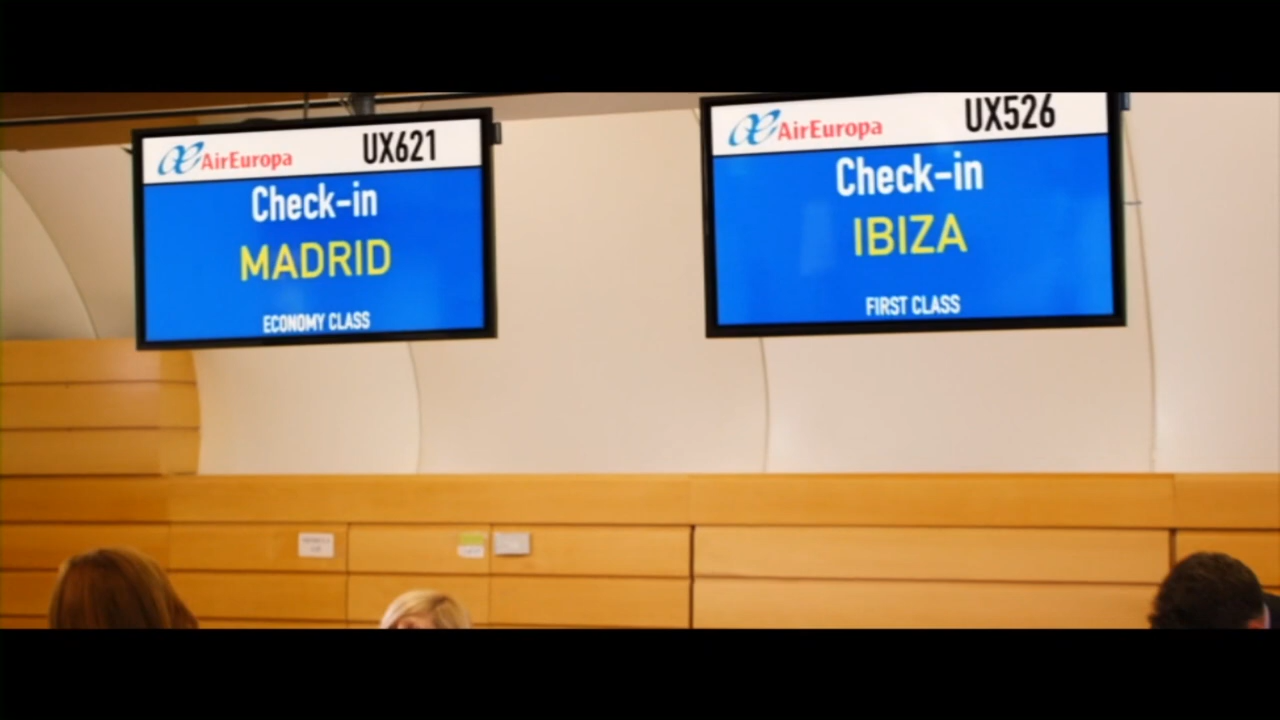 AirEuropa UX621
Check-in
MADRID
ECONOMY CLASS
AirEuropa UX526
Check-in
IBIZA
FIRST CLASS